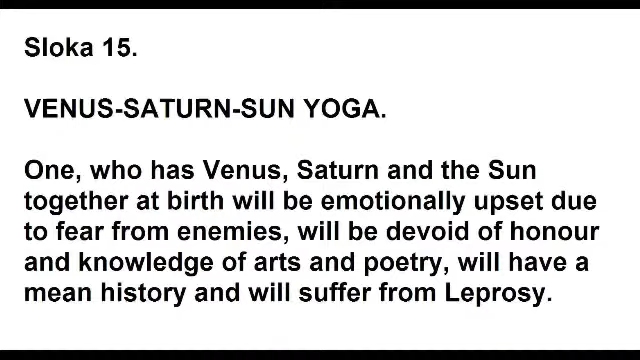 Sloka 15.
VENUS-SATURN-SUN YOGA.
One, who has Venus, Saturn and the Sun
together at birth will be emotionally upset due
to fear from enemies, will be devoid of honour
and knowledge of arts and poetry, will have a
mean history and will suffer from Leprosy.